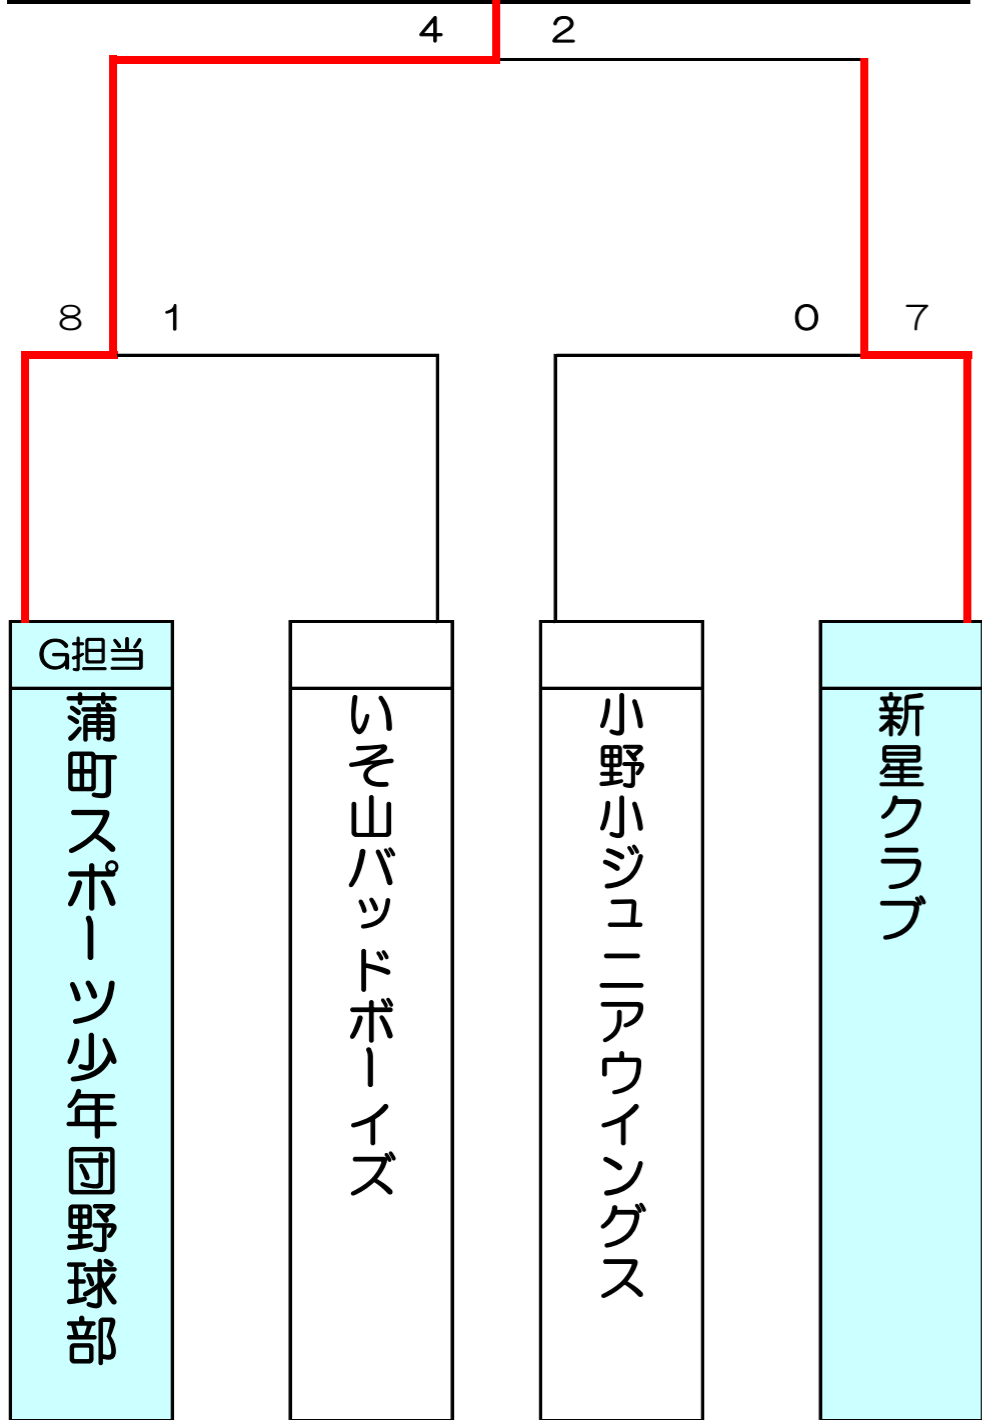 4 2
8 1 0 7
G担当
蒲町スポーツ少年団野球部
いそ山バッドボーイズ
小野小ジュニアウイングス
新星クラブ